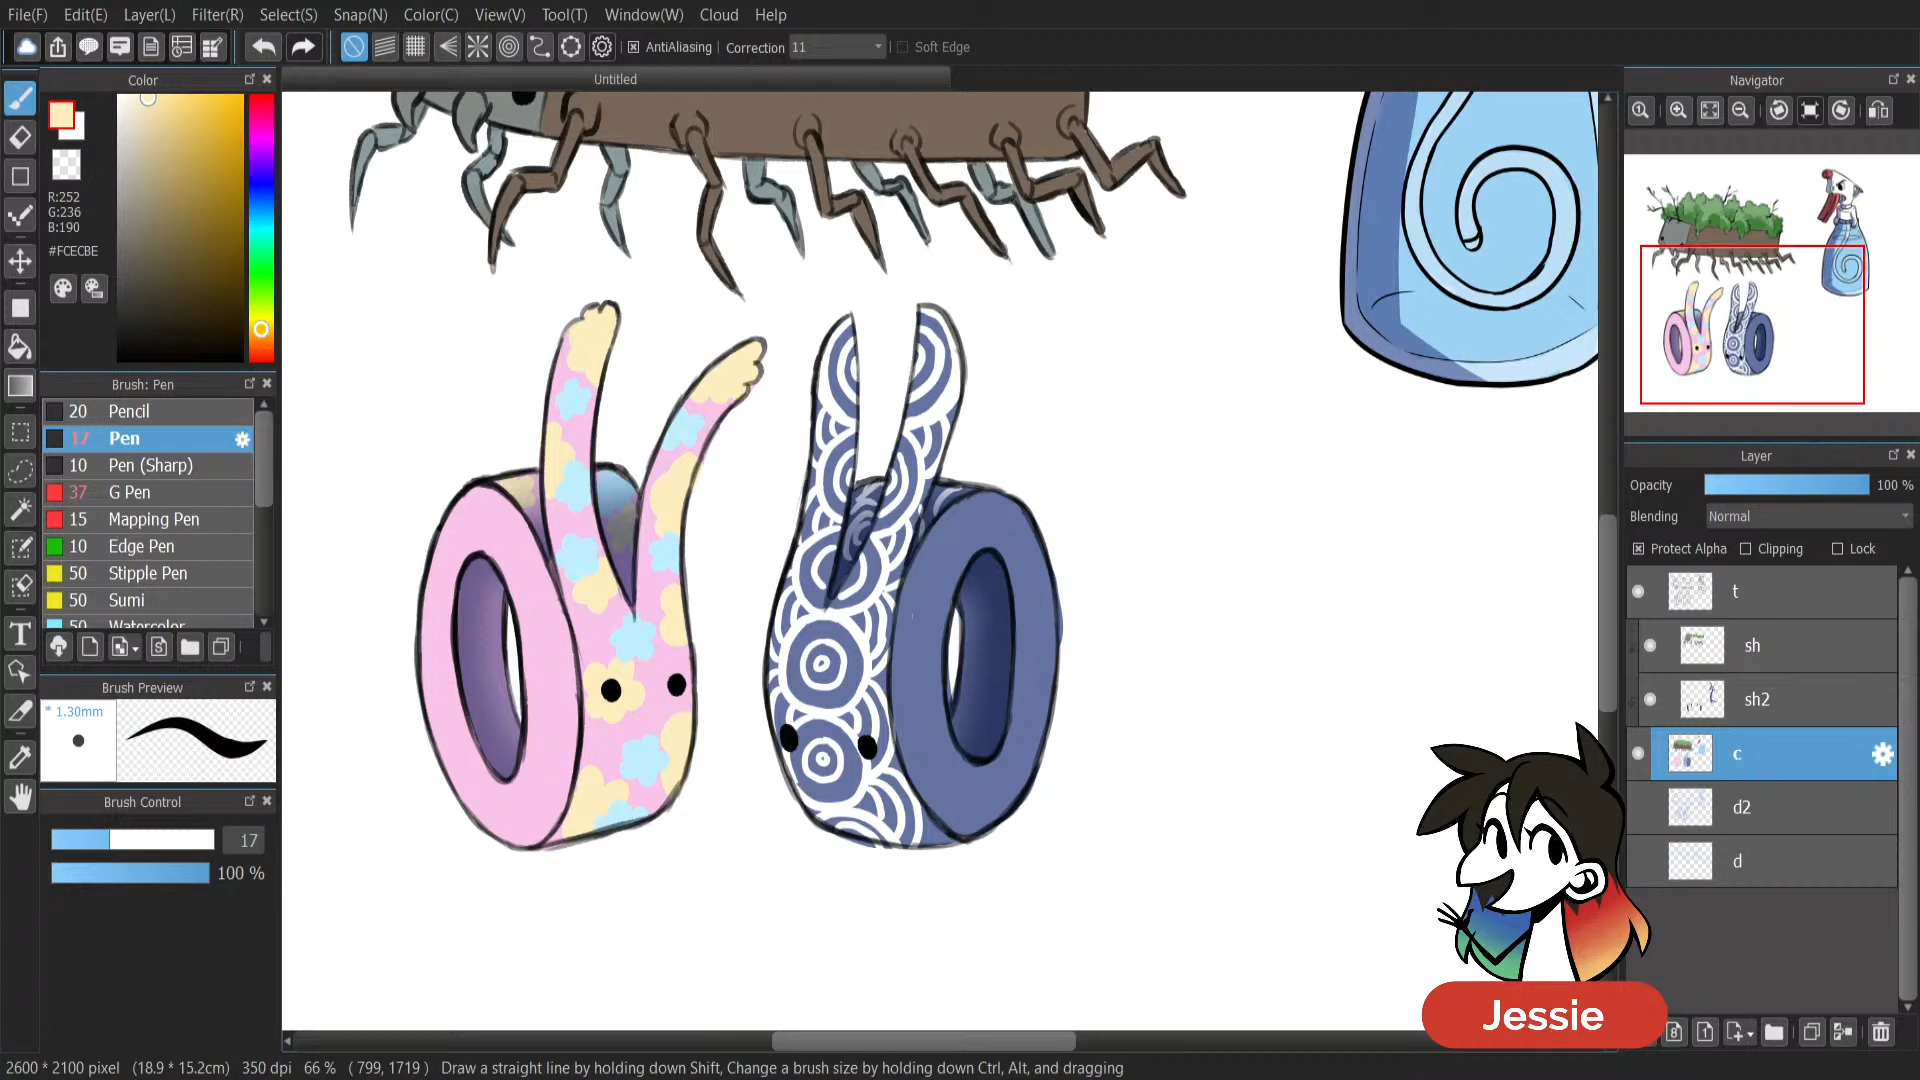 File(F) Edit(E) Layer(L) Filter(R) Select(S) Snap(N) Color(C) View(V) Tool(T) Window(W) Cloud Help
AntiAliasing Correction 11 Soft Edge
Color
Untitled
Navigator
R:252
G:236
B:190
#FCECBE
Brush: Pen
20 Pencil
17 Pen
10 Pen (Sharp)
37 G Pen
15 Mapping Pen
10 Edge Pen
50 Stipple Pen
50 Sumi
50 Watercolor
Brush Preview
* 1.30mm
Brush Control
17
100 %
Layer
Opacity 100 %
Blending Normal
Protect Alpha Clipping Lock
t
sh
sh2
c
d2
d
Jessie
2600 * 2100 pixel (18.9 * 15.2cm) 350 dpi 66 % ( 799, 1719 ) Draw a straight line by holding down Shift, Change a brush size by holding down Ctrl, Alt, and dragging